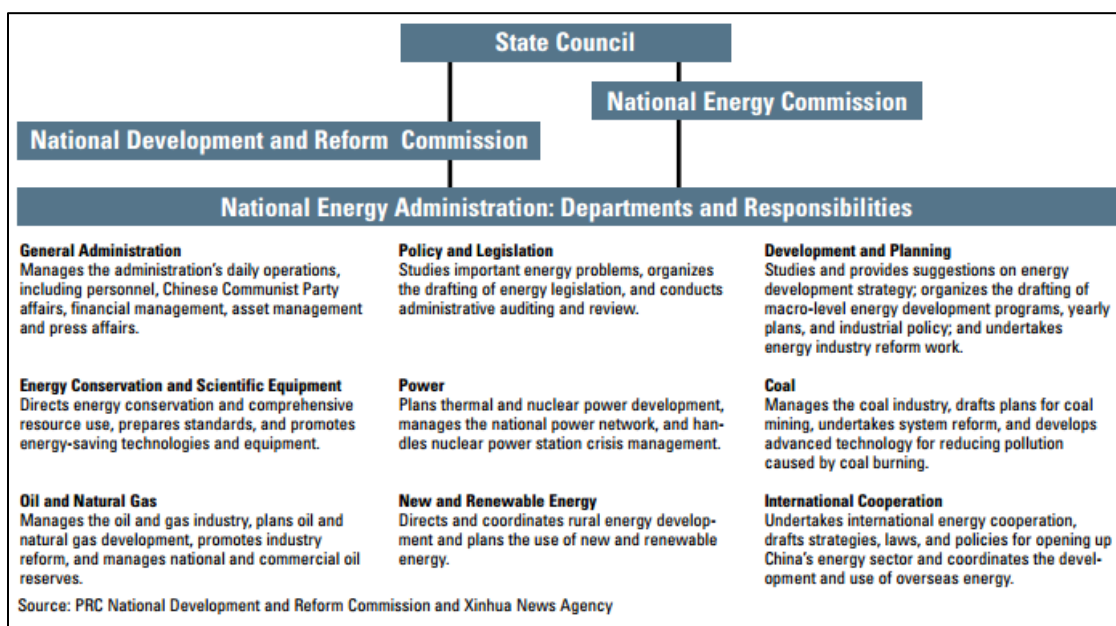 State Council
National Energy Commission
National Development and Reform Commission
National Energy Administration: Departments and Responsibilities
General Administration
Manages the administration's daily operations,
including personnel, Chinese Communist Party
affairs, financial management, asset management
and press affairs.
Policy and Legislation
Studies important energy problems, organizes
the drafting of energy legislation, and conducts
administrative auditing and review.
Development and Planning
Studies and provides suggestions on energy
development strategy; organizes the drafting of
macro-level energy development programs, yearly
plans, and industrial policy; and undertakes
energy industry reform work.
Energy Conservation and Scientific Equipment
Directs energy conservation and comprehensive
resource use, prepares standards, and promotes
energy-saving technologies and equipment.
Power
Plans thermal and nuclear power development,
manages the national power network, and han-
dles nuclear power station crisis management.
Coal
Manages the coal industry, drafts plans for coal
mining, undertakes system reform, and develops
advanced technology for reducing pollution
caused by coal burning.
Oil and Natural Gas
Manages the oil and gas industry, plans oil and
natural gas development, promotes industry
reform, and manages national and commercial oil
reserves.
New and Renewable Energy
Directs and coordinates rural energy develop-
ment and plans the use of new and renewable
energy.
International Cooperation
Undertakes international energy cooperation,
drafts strategies, laws, and policies for opening up
China's energy sector and coordinates the devel-
opment and use of overseas energy.
Source: PRC National Development and Reform Commission and Xinhua News Agency